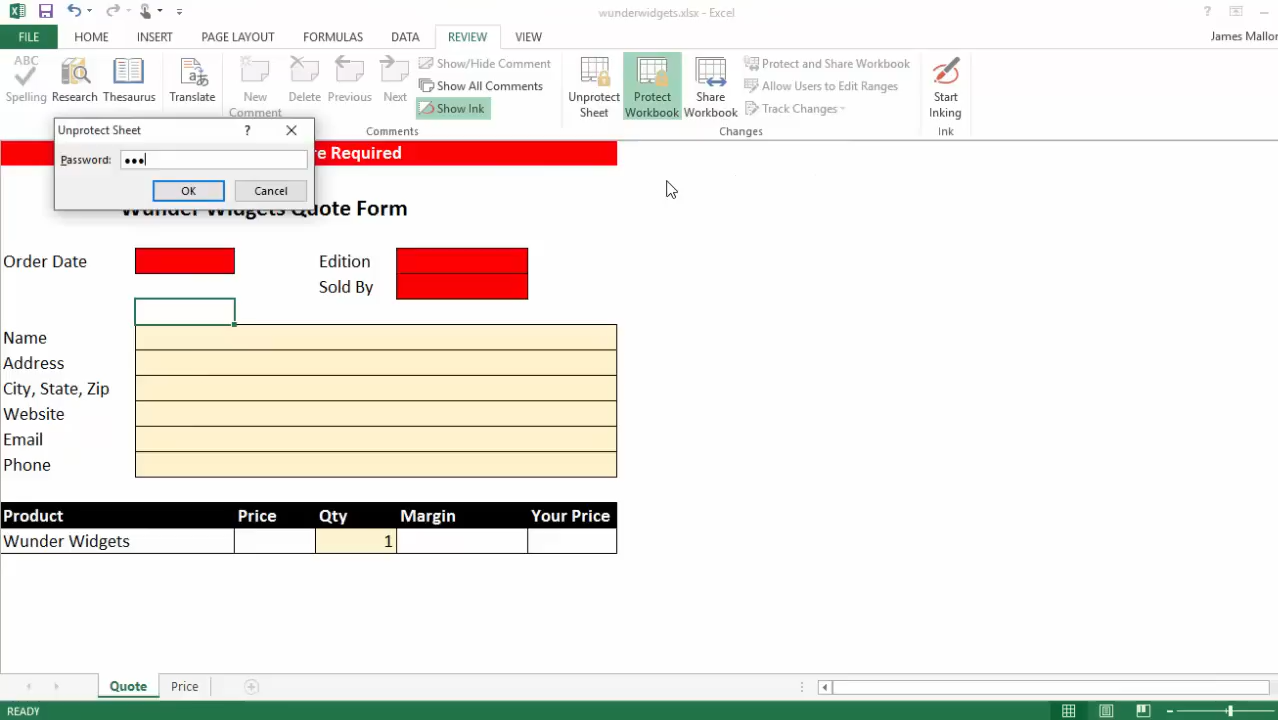 wunderwidgets.xlsx - Excel
?
FILE HOME INSERT PAGE LAYOUT FORMULAS DATA REVIEW VIEW
James Mallor
ABC
Spelling Research Thesaurus Translate New Comment Delete Previous Next
Show/Hide Comment
Show All Comments
Show Ink
Comments
Unprotect Sheet
Protect Workbook
Share Workbook
Protect and Share Workbook
Allow Users to Edit Ranges
Track Changes
Changes
Start Inking
Ink
Unprotect Sheet ?
Password: •••
OK Cancel
re Required
Wunder Widgets Quote Form
Order Date Edition
Sold By
Name
Address
City, State, Zip
Website
Email
Phone
Product Price Qty Margin Your Price
Wunder Widgets 1
Quote Price
READY